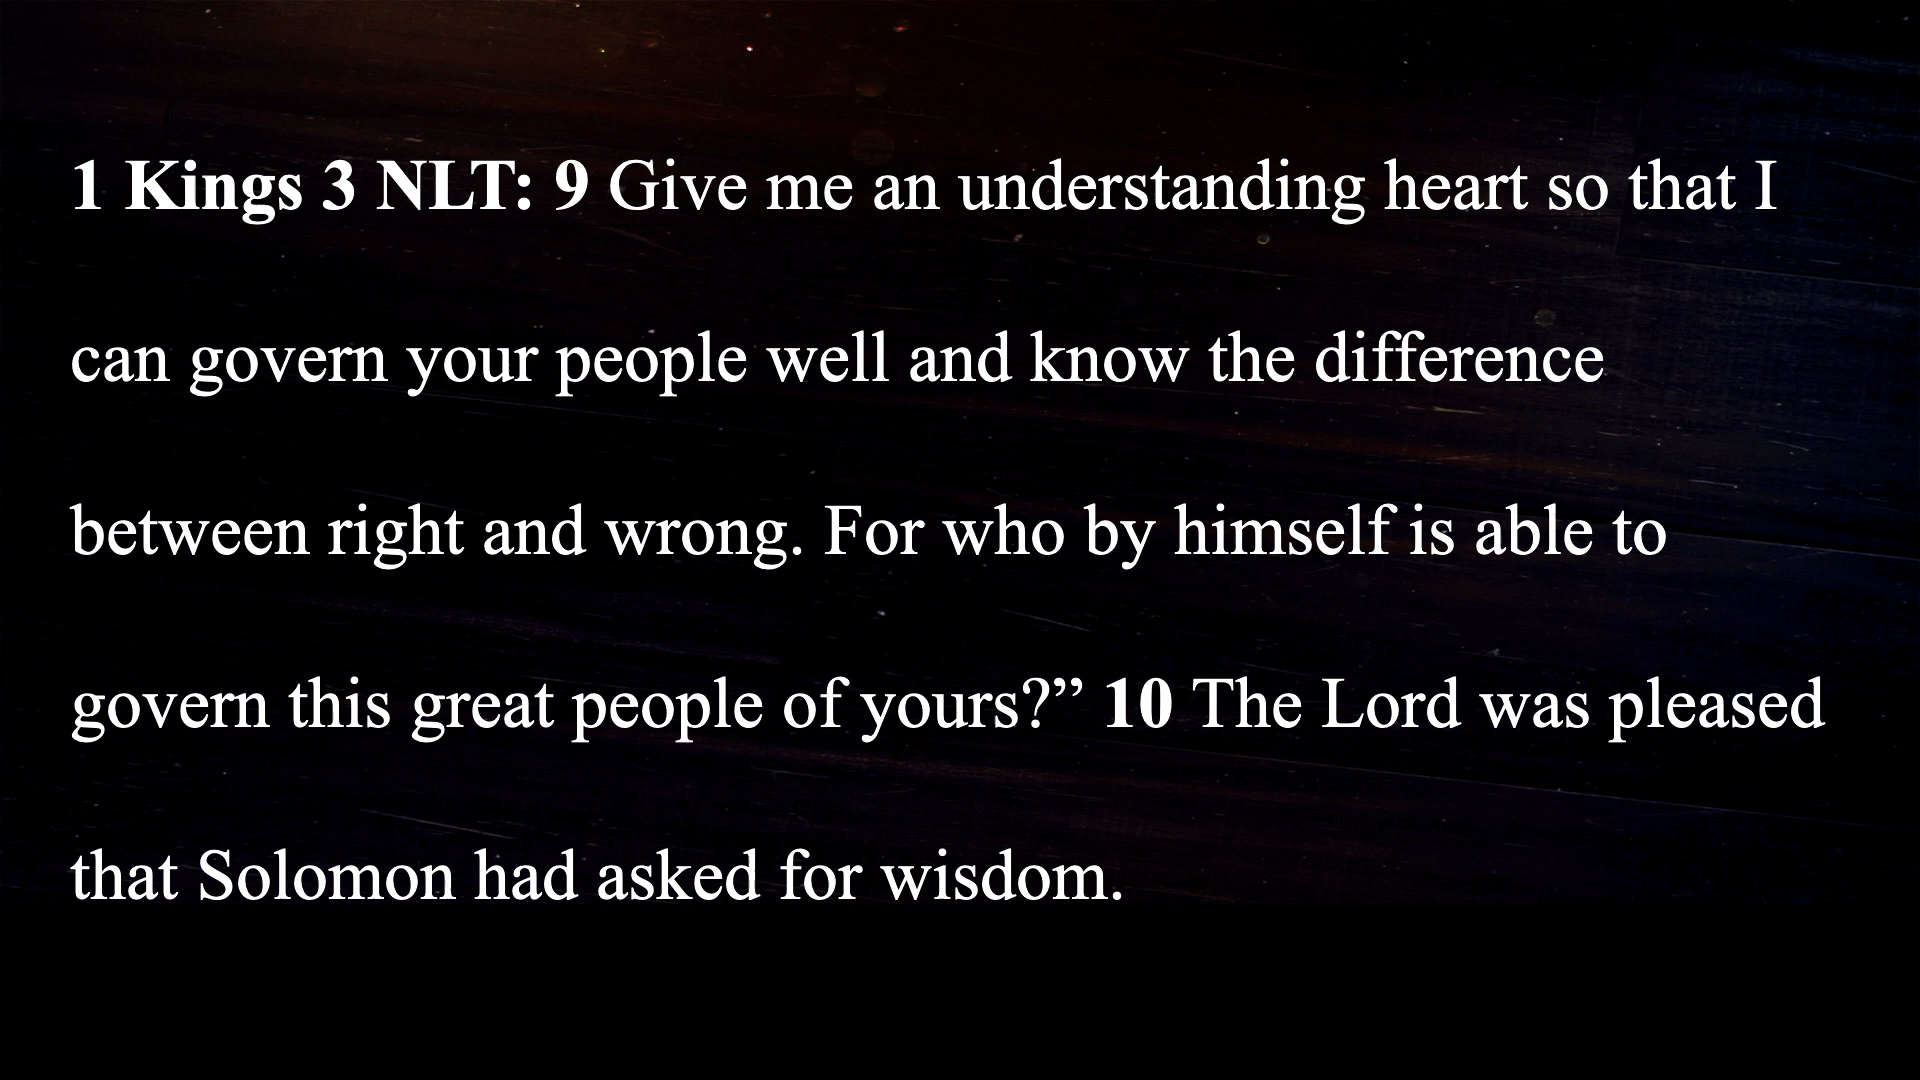 1 Kings 3 NLT: 9 Give me an understanding heart so that I
can govern your people well and know the difference
between right and wrong. For who by himself is able to
govern this great people of yours?” 10 The Lord was pleased
that Solomon had asked for wisdom.